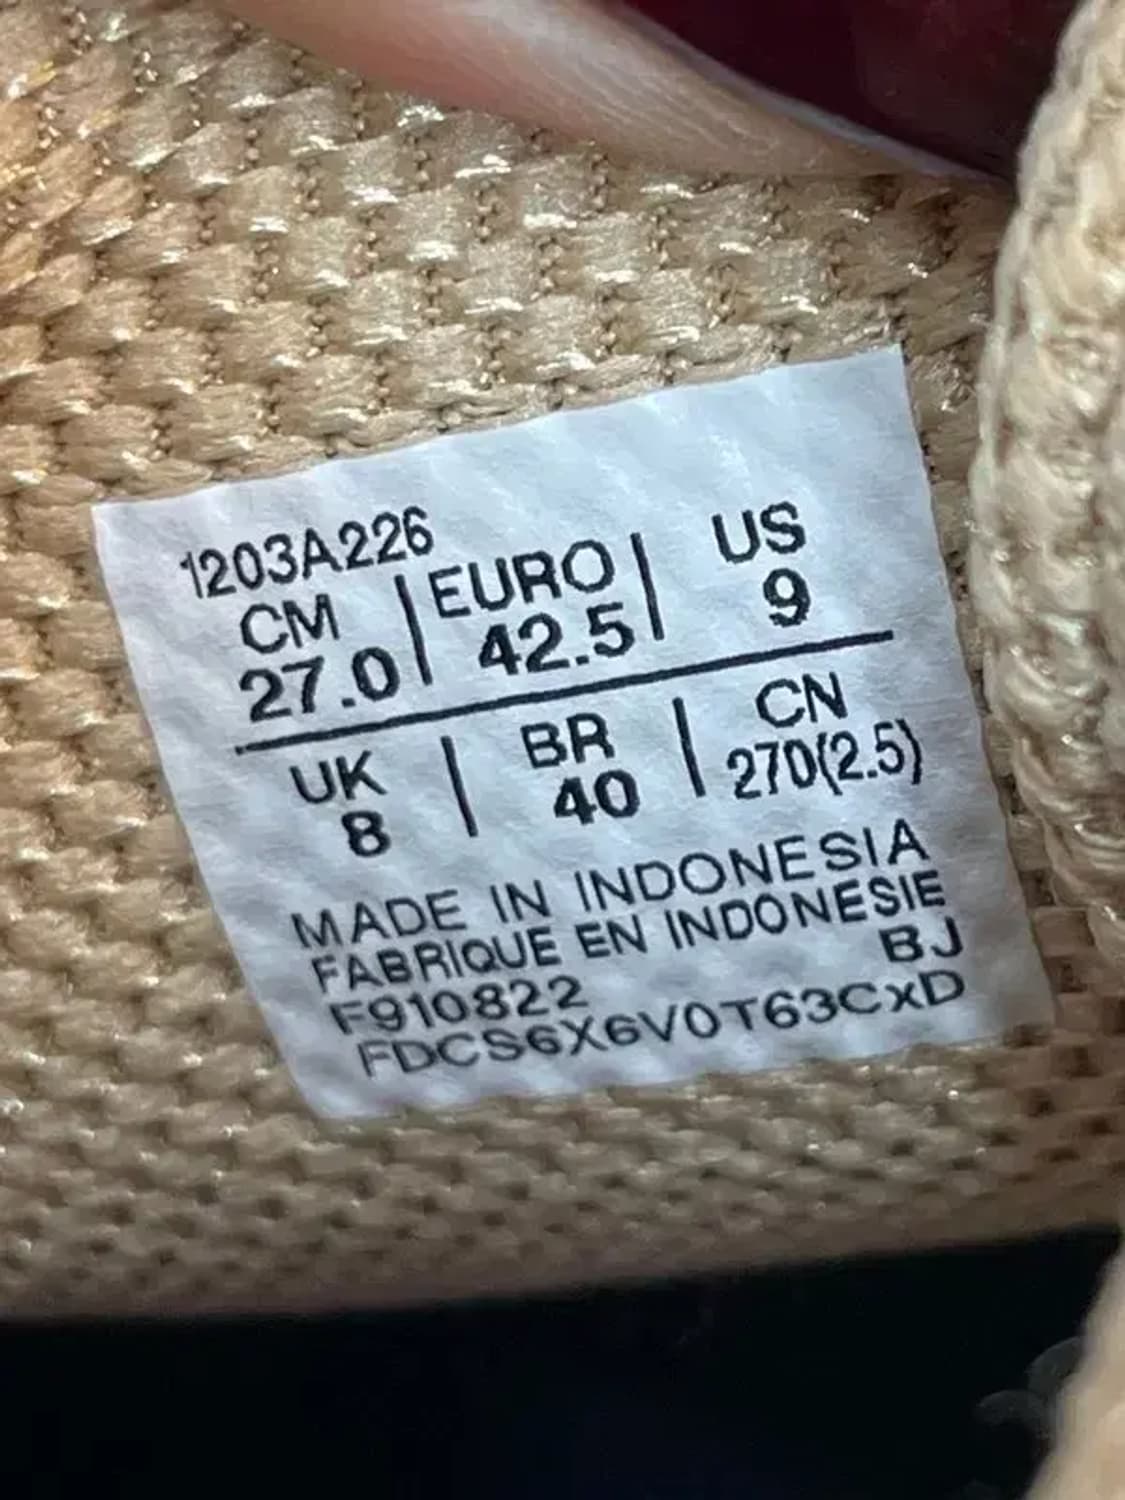 1203A226
CM | EURO | US
27.0 | 42.5 | 9
UK | BR | CN
8 | 40 | 270(2.5)
MADE IN INDONESIA
FABRIQUE EN INDONESIE
BJ
F910822
FDCS6X6V0T63CxD